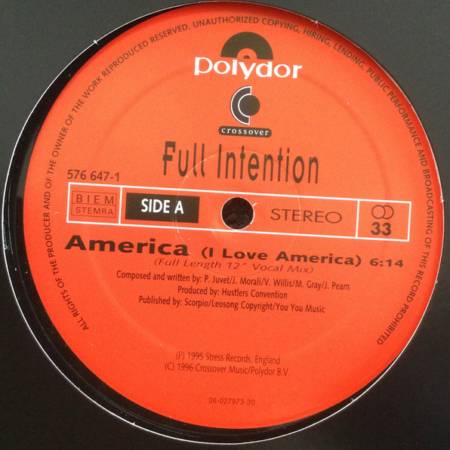 ALL RIGHTS OF THE PRODUCER AND OF THE OWNER OF THE WORK REPRODUCED RESERVED. UNAUTHORIZED COPYING, HIRING, LENDING, PUBLIC PERFORMANCE AND BROADCASTING OF THIS RECORD PROHIBITED
polydor
crossover
Full Intention
576 647-1
BIEM
STEMRA
SIDE A
STEREO
33
America (I Love America) 6:14
(Full Length 12" Vocal Mix)
Composed and written by: P. Juvet/J. Morali/V. Willis/M. Gray/J. Pearn
Produced by: Hustlers Convention
Published by: Scorpio/Leosong Copyright/You You Music
(P) 1995 Stress Records, England
(C) 1996 Crossover Music/Polydor B.V
06-027973-20